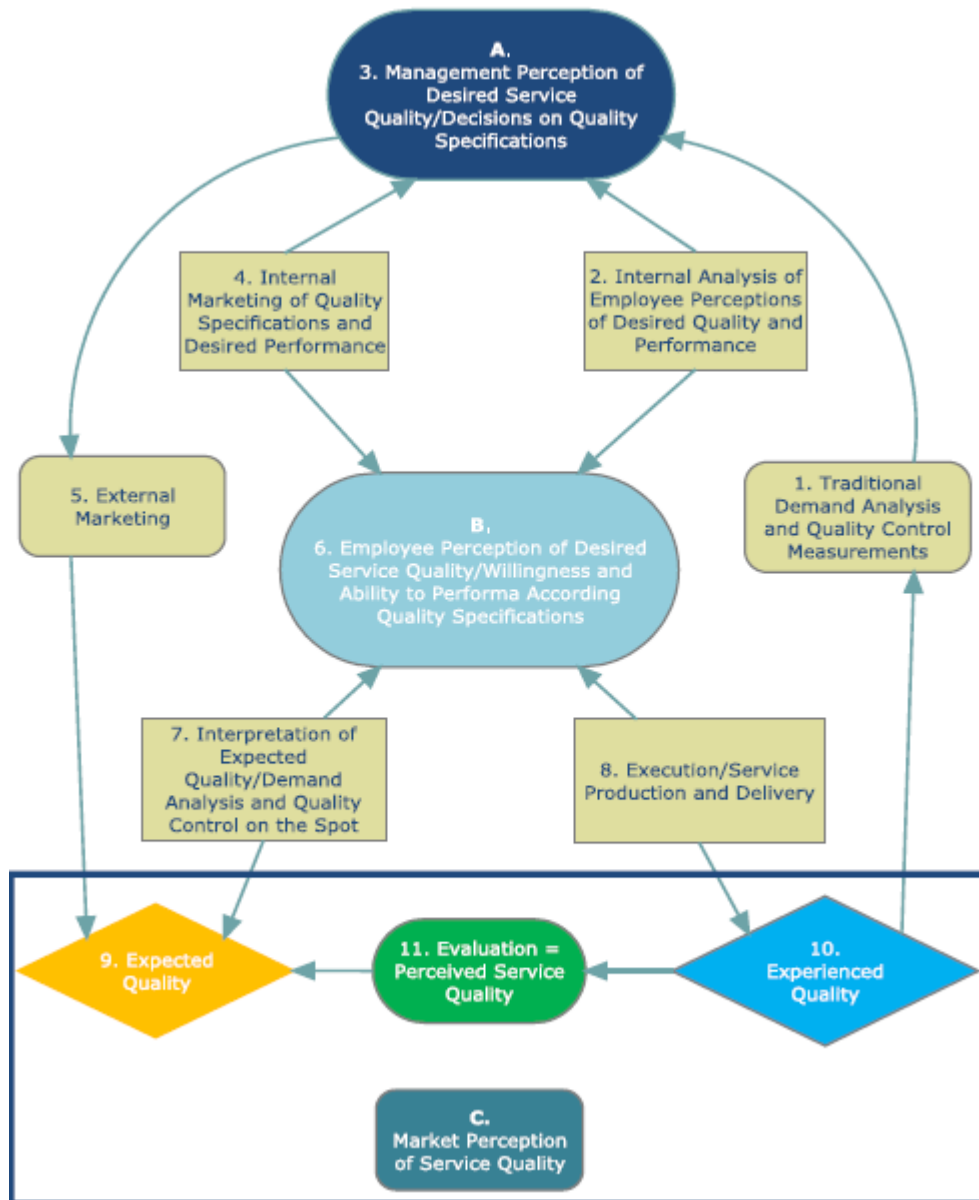 A.
3. Management Perception of
Desired Service
Quality/Decisions on Quality
Specifications
4. Internal
Marketing of Quality
Specifications and
Desired Performance
2. Internal Analysis of
Employee Perceptions
of Desired Quality and
Performance
5. External
Marketing
B.
6. Employee Perception of Desired
Service Quality/Willingness and
Ability to Performa According
Quality Specifications
1. Traditional
Demand Analysis
and Quality Control
Measurements
7. Interpretation of
Expected
Quality/Demand
Analysis and Quality
Control on the Spot
8. Execution/Service
Production and Delivery
9. Expected
Quality
11. Evaluation =
Perceived Service
Quality
10.
Experienced
Quality
C.
Market Perception
of Service Quality